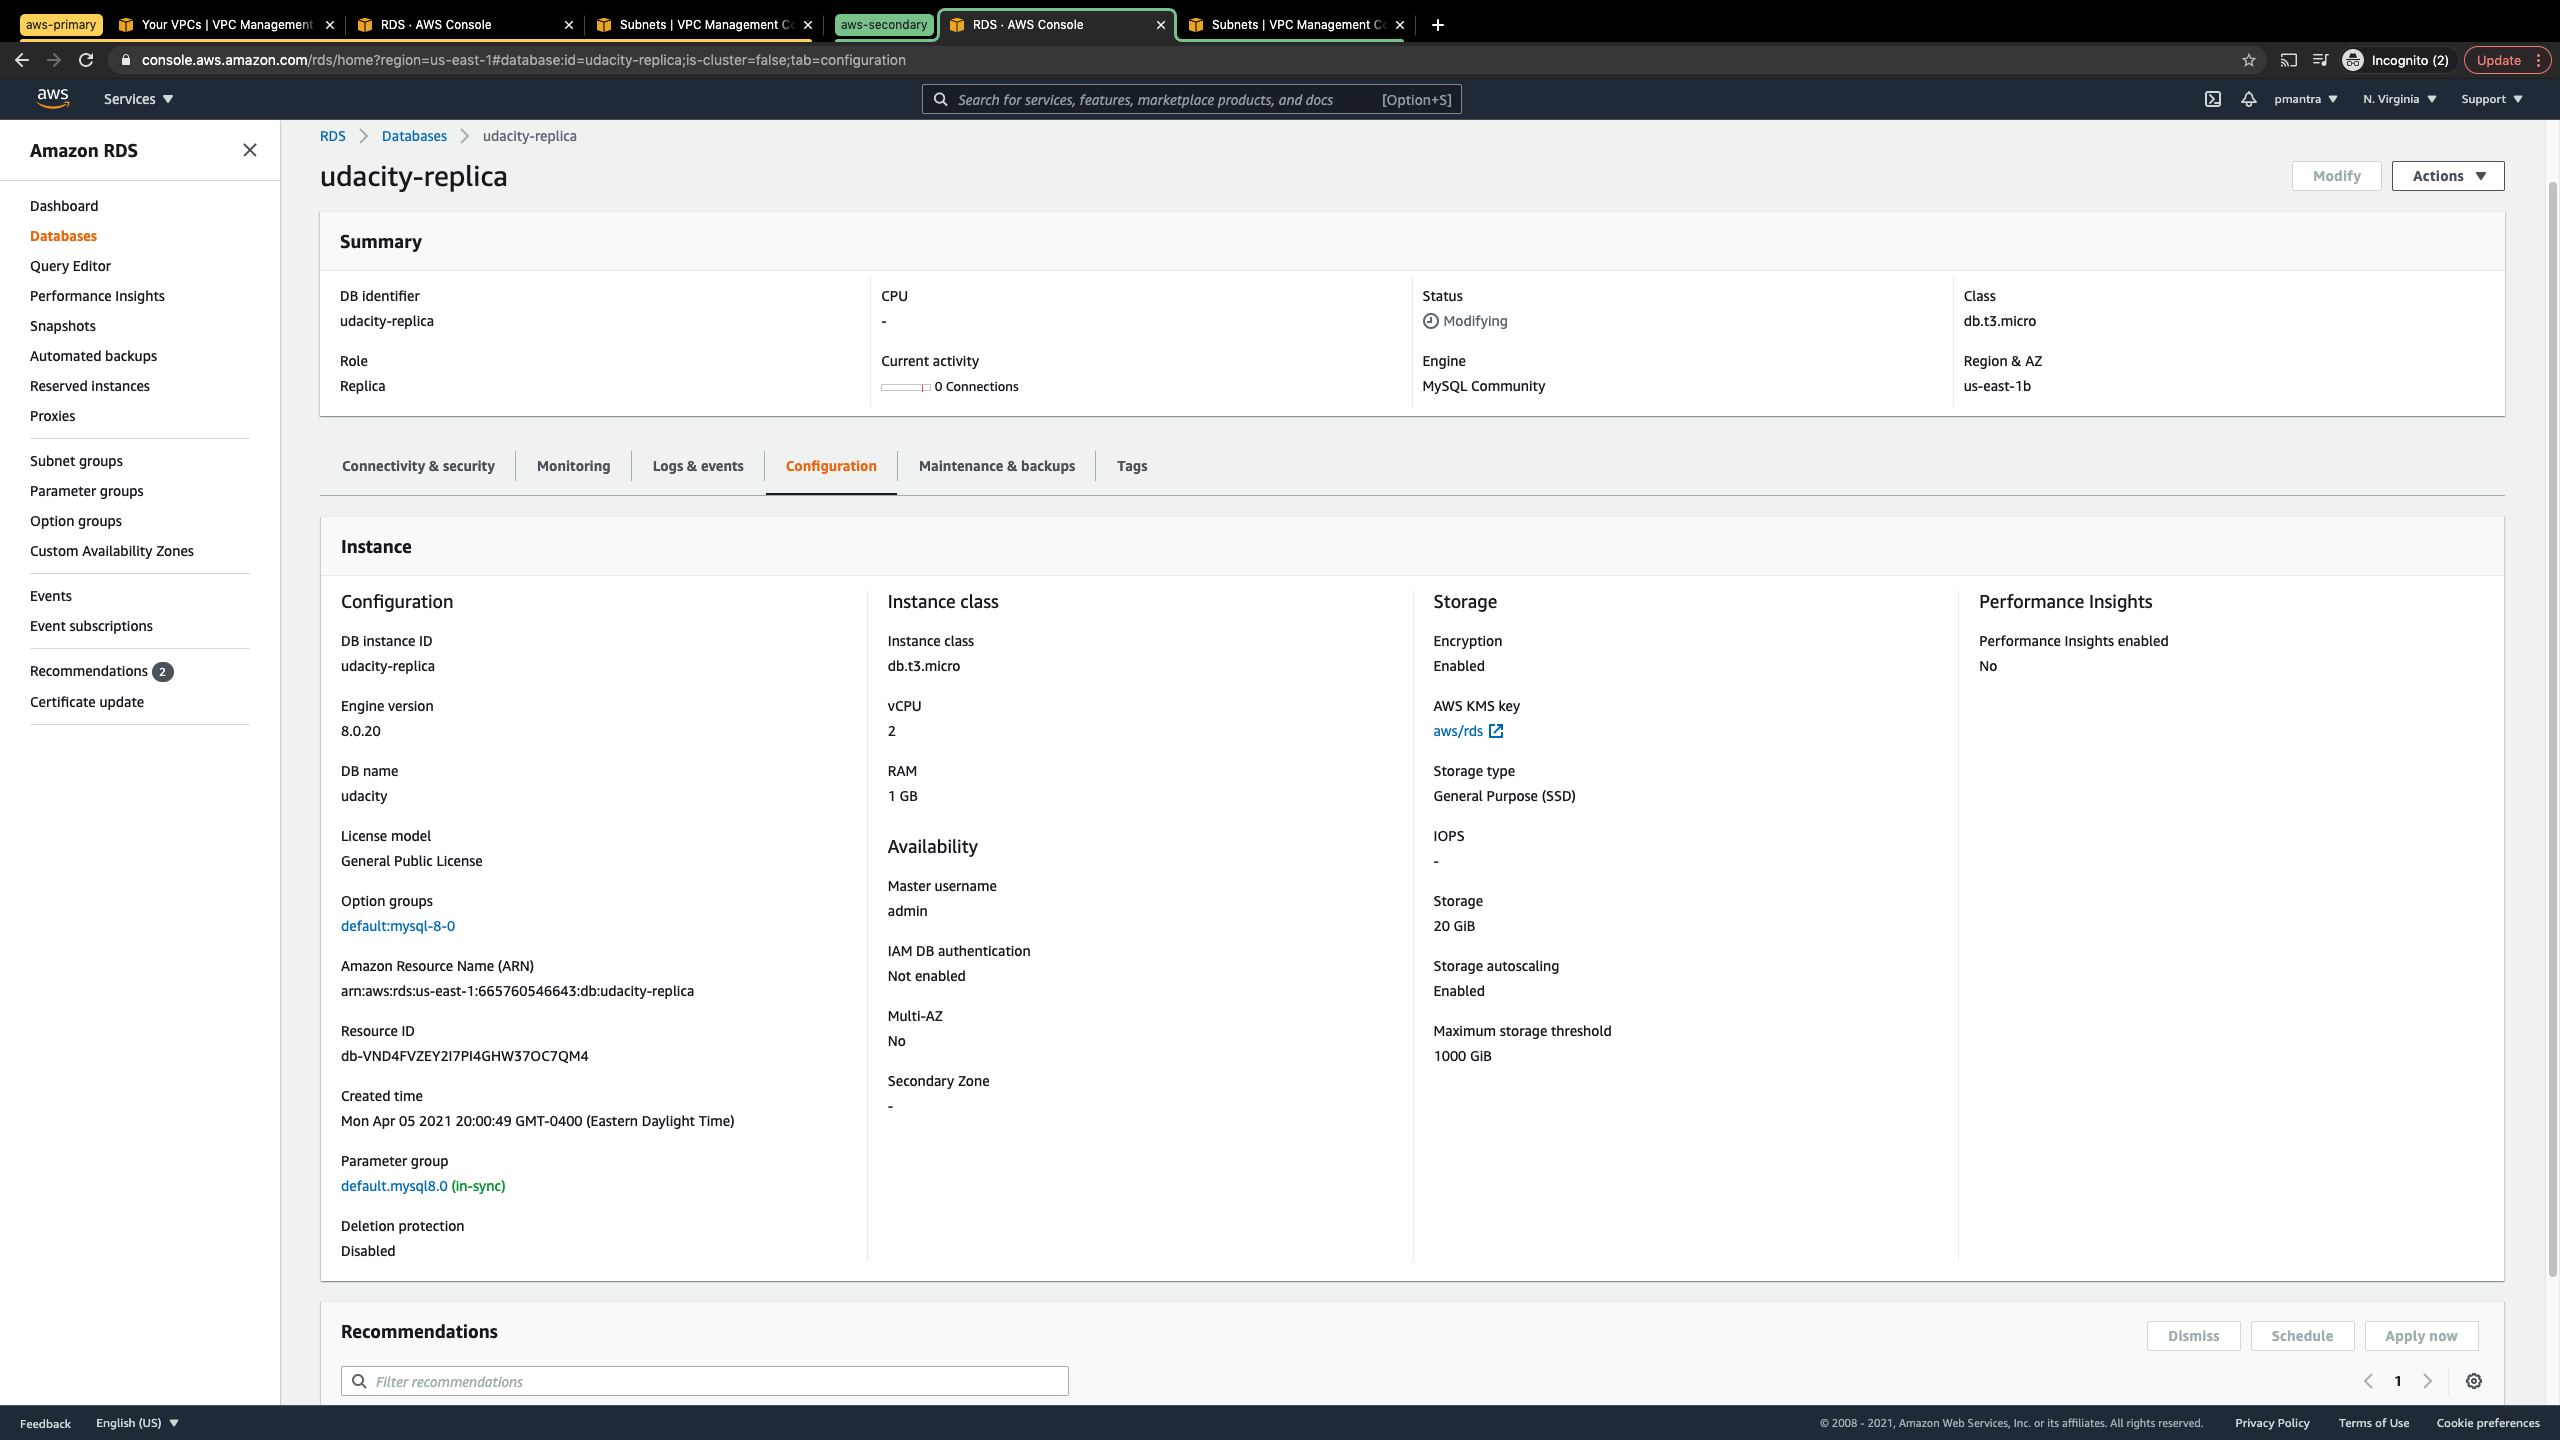 aws-primary
Your VPCs | VPC Management
RDS · AWS Console
Subnets | VPC Management Co
aws-secondary
RDS · AWS Console
Subnets | VPC Management Co
console.aws.amazon.com/rds/home?region=us-east-1#database:id=udacity-replica;is-cluster=false;tab=configuration
Incognito (2)
Update
aws
Services
Search for services, features, marketplace products, and docs
[Option+S]
pmantra
N. Virginia
Support
Amazon RDS
Dashboard
Databases
Query Editor
Performance Insights
Snapshots
Automated backups
Reserved instances
Proxies
Subnet groups
Parameter groups
Option groups
Custom Availability Zones
Events
Event subscriptions
Recommendations 2
Certificate update
RDS
Databases
udacity-replica
udacity-replica
Modify
Actions
Summary
DB identifier
udacity-replica
Role
Replica
CPU
-
Current activity
0 Connections
Status
Modifying
Engine
MySQL Community
Class
db.t3.micro
Region & AZ
us-east-1b
Connectivity & security
Monitoring
Logs & events
Configuration
Maintenance & backups
Tags
Instance
Configuration
DB instance ID
udacity-replica
Engine version
8.0.20
DB name
udacity
License model
General Public License
Option groups
default:mysql-8-0
Amazon Resource Name (ARN)
arn:aws:rds:us-east-1:665760546643:db:udacity-replica
Resource ID
db-VND4FVZEY2I7PI4GHW37OC7QM4
Created time
Mon Apr 05 2021 20:00:49 GMT-0400 (Eastern Daylight Time)
Parameter group
default.mysql8.0 (in-sync)
Deletion protection
Disabled
Instance class
Instance class
db.t3.micro
vCPU
2
RAM
1 GB
Availability
Master username
admin
IAM DB authentication
Not enabled
Multi-AZ
No
Secondary Zone
-
Storage
Encryption
Enabled
AWS KMS key
aws/rds
Storage type
General Purpose (SSD)
IOPS
-
Storage
20 GiB
Storage autoscaling
Enabled
Maximum storage threshold
1000 GiB
Performance Insights
Performance Insights enabled
No
Recommendations
Dismiss
Schedule
Apply now
Filter recommendations
1
Feedback
English (US)
© 2008 - 2021, Amazon Web Services, Inc. or its affiliates. All rights reserved.
Privacy Policy
Terms of Use
Cookie preferences